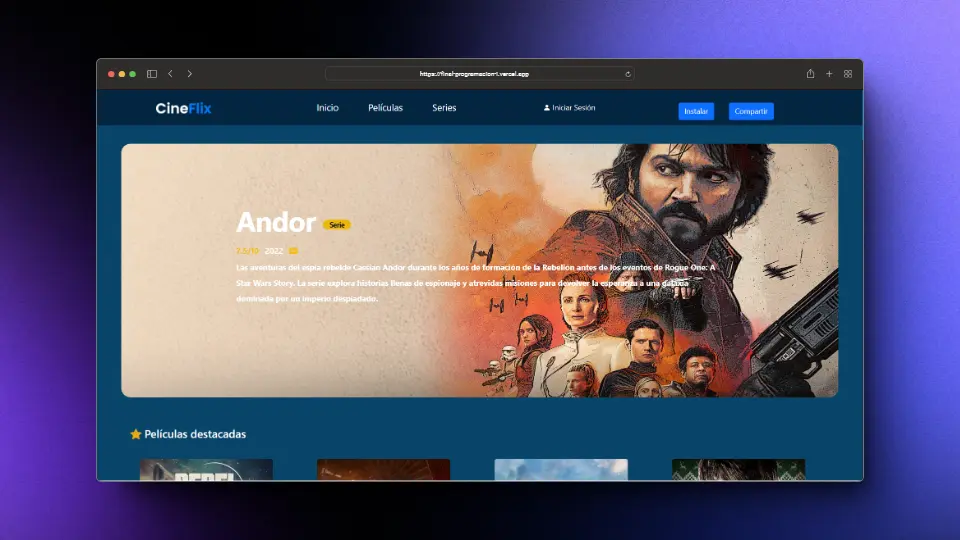 https://final-programacion-1.vercel.app
CineFlix
Inicio
Películas
Series
Iniciar Sesión
Instalar
Compartir
Andor
Serie
7.5/10 2022
Las aventuras del espía rebelde Cassian Andor durante los años de formación de la Rebelión antes de los eventos de Rogue One: A
Star Wars Story. La serie explora historias llenas de espionaje y atrevidas misiones para devolver la esperanza a una galaxia
dominada por un Imperio despiadado.
Películas destacadas